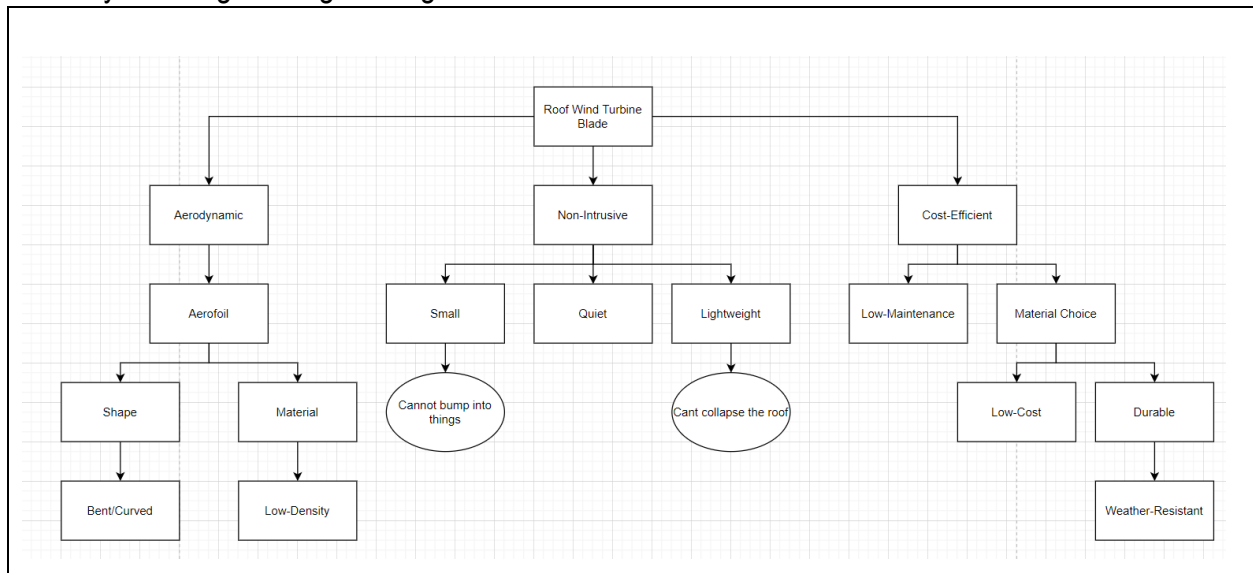 Roof Wind Turbine
Blade
Aerodynamic
Non-Intrusive
Cost-Efficient
Aerofoil
Small
Quiet
Lightweight
Low-Maintenance
Material Choice
Shape
Material
Cannot bump into
things
Cant collapse the roof
Low-Cost
Durable
Bent/Curved
Low-Density
Weather-Resistant